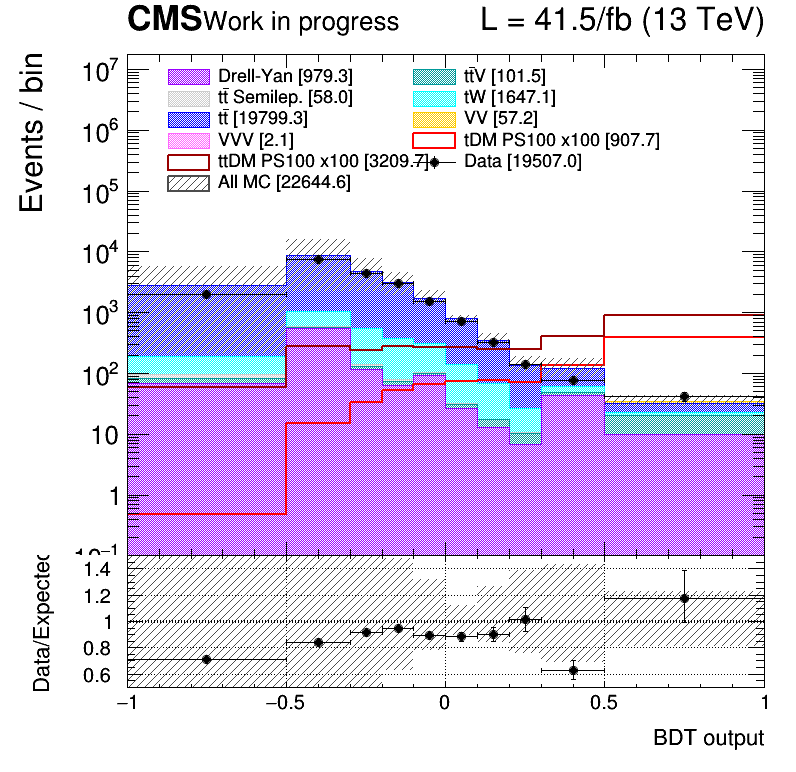 CMS Work in progress L = 41.5/fb (13 TeV)
Events / bin
Drell-Yan [979.3] tt̄V [101.5]
tt̄ Semilep. [58.0] tW [1647.1]
tt̄ [19799.3] VV [57.2]
VVV [2.1] tDM PS100 x100 [907.7]
ttDM PS100 x100 [3209.7] Data [19507.0]
All MC [22644.6]
10⁷
10⁶
10⁵
10⁴
10³
10²
10
1
10⁻¹
Data/Expected
1.4
1.2
1
0.8
0.6
−1 −0.5 0 0.5 1
BDT output